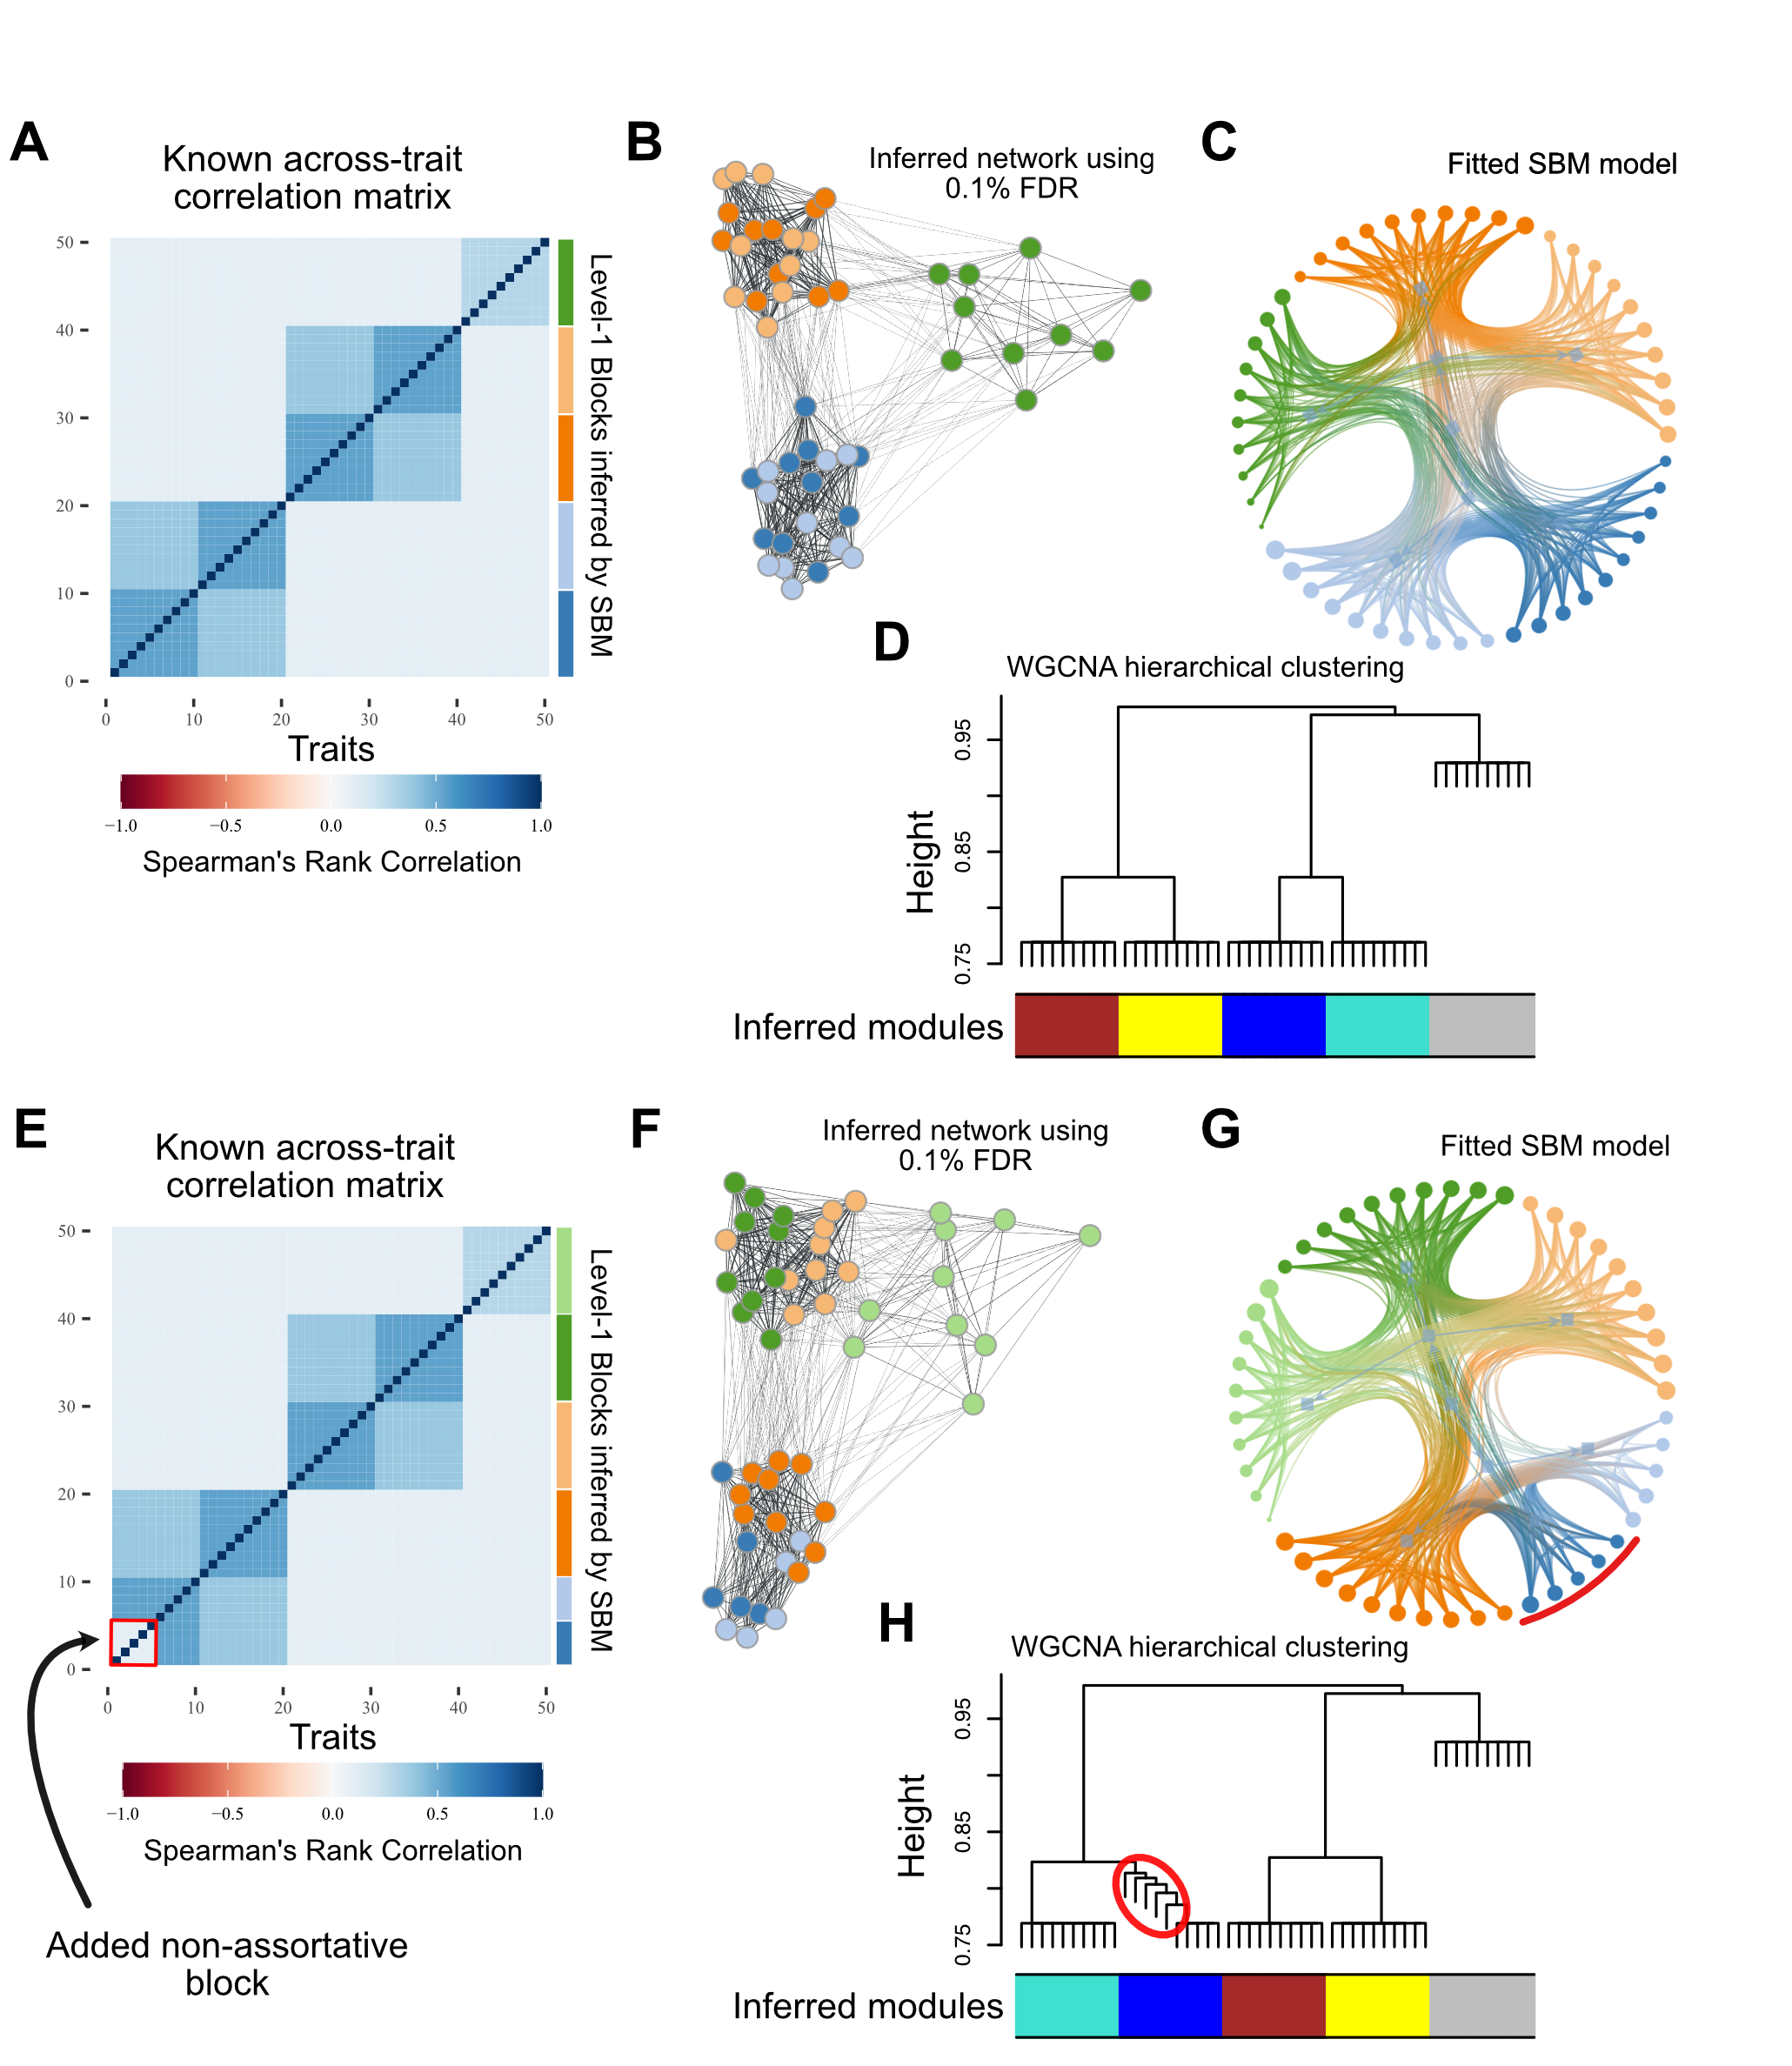 A
Known across-trait
correlation matrix
50
40
30
20
10
0
0 10 20 30 40 50
Traits
Level-1 Blocks inferred by SBM
−1.0 −0.5 0.0 0.5 1.0
Spearman's Rank Correlation
B
Inferred network using
0.1% FDR
C
Fitted SBM model
D
WGCNA hierarchical clustering
Height
0.95
0.85
0.75
Inferred modules
E
Known across-trait
correlation matrix
50
40
30
20
10
0
0 10 20 30 40 50
Traits
Level-1 Blocks inferred by SBM
−1.0 −0.5 0.0 0.5 1.0
Spearman's Rank Correlation
Added non-assortative
block
F
Inferred network using
0.1% FDR
G
Fitted SBM model
H
WGCNA hierarchical clustering
Height
0.95
0.85
0.75
Inferred modules